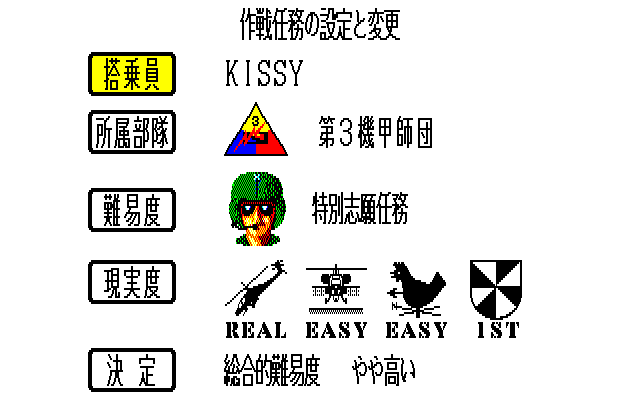 作戦任務の設定と変更
搭乗員 KISSY
所属部隊 3 第3機甲師団
難易度 特別志願任務
現実度
REAL EASY EASY 1ST
決定 総合的難易度 やや高い